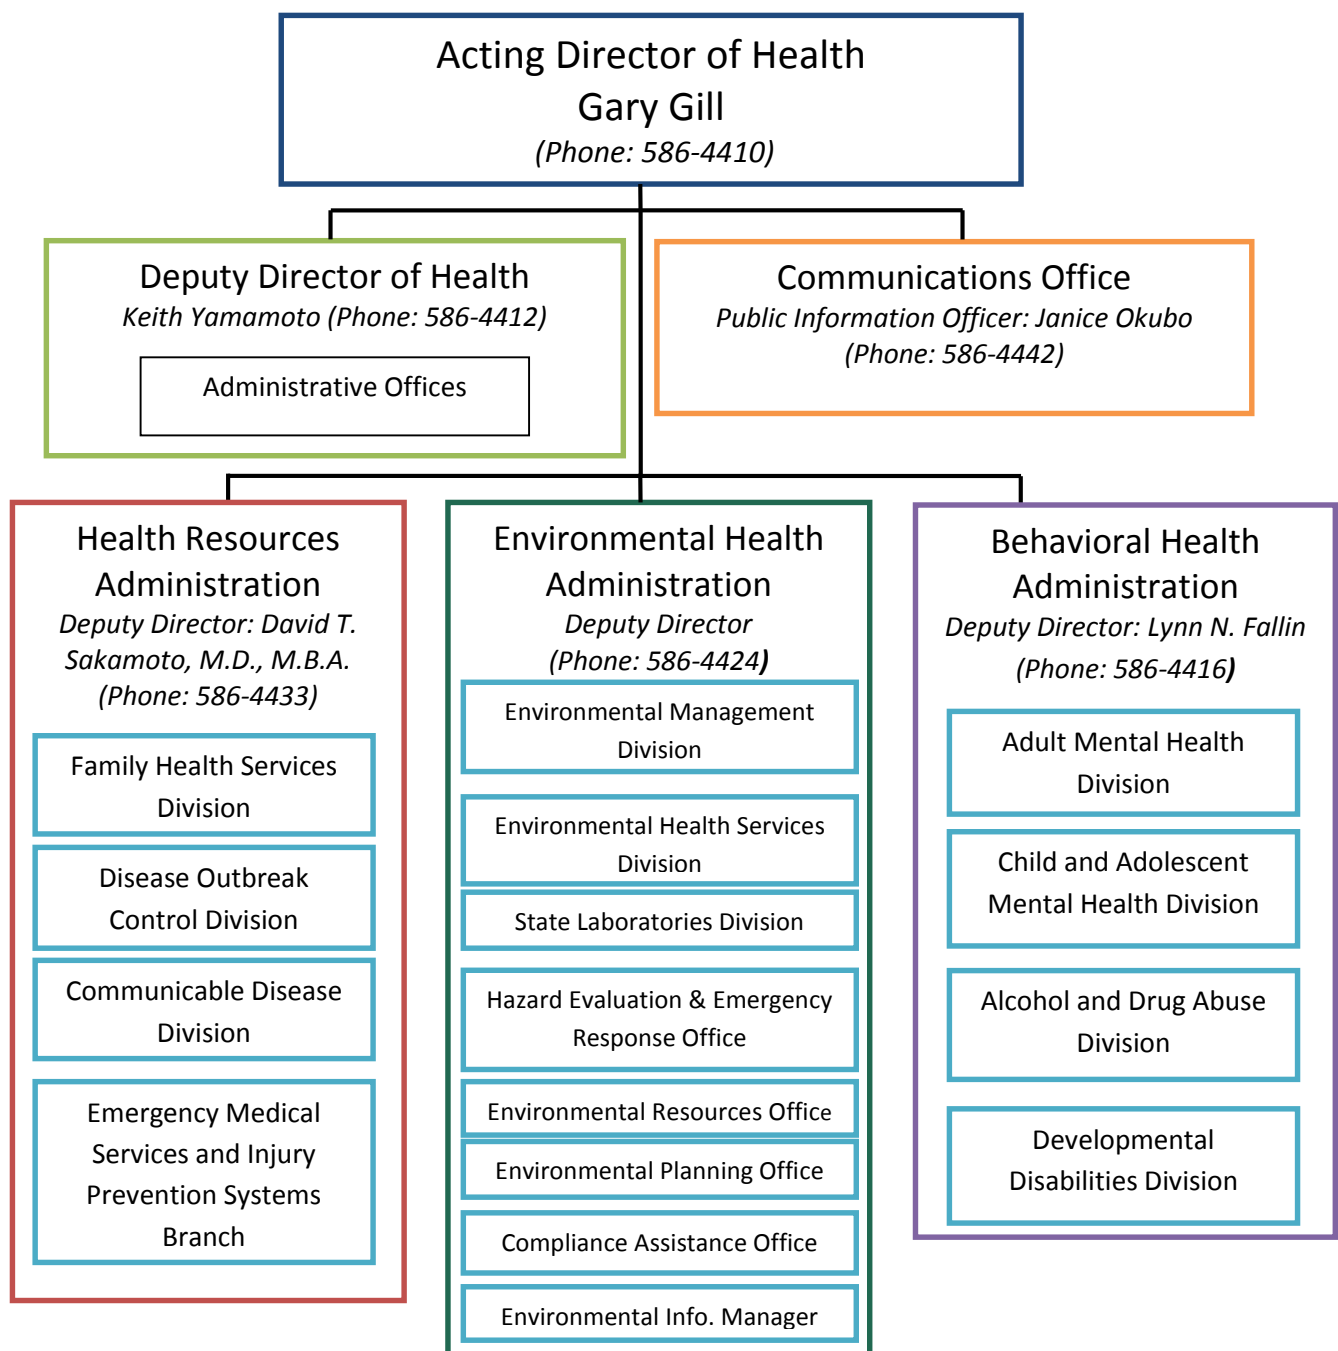 Acting Director of Health
Gary Gill
(Phone: 586-4410)
Deputy Director of Health
Keith Yamamoto (Phone: 586-4412)
Administrative Offices
Communications Office
Public Information Officer: Janice Okubo
(Phone: 586-4442)
Health Resources
Administration
Deputy Director: David T.
Sakamoto, M.D., M.B.A.
(Phone: 586-4433)
Family Health Services
Division
Disease Outbreak
Control Division
Communicable Disease
Division
Emergency Medical
Services and Injury
Prevention Systems
Branch
Environmental Health
Administration
Deputy Director
(Phone: 586-4424)
Environmental Management
Division
Environmental Health Services
Division
State Laboratories Division
Hazard Evaluation & Emergency
Response Office
Environmental Resources Office
Environmental Planning Office
Compliance Assistance Office
Environmental Info. Manager
Behavioral Health
Administration
Deputy Director: Lynn N. Fallin
(Phone: 586-4416)
Adult Mental Health
Division
Child and Adolescent
Mental Health Division
Alcohol and Drug Abuse
Division
Developmental
Disabilities Division